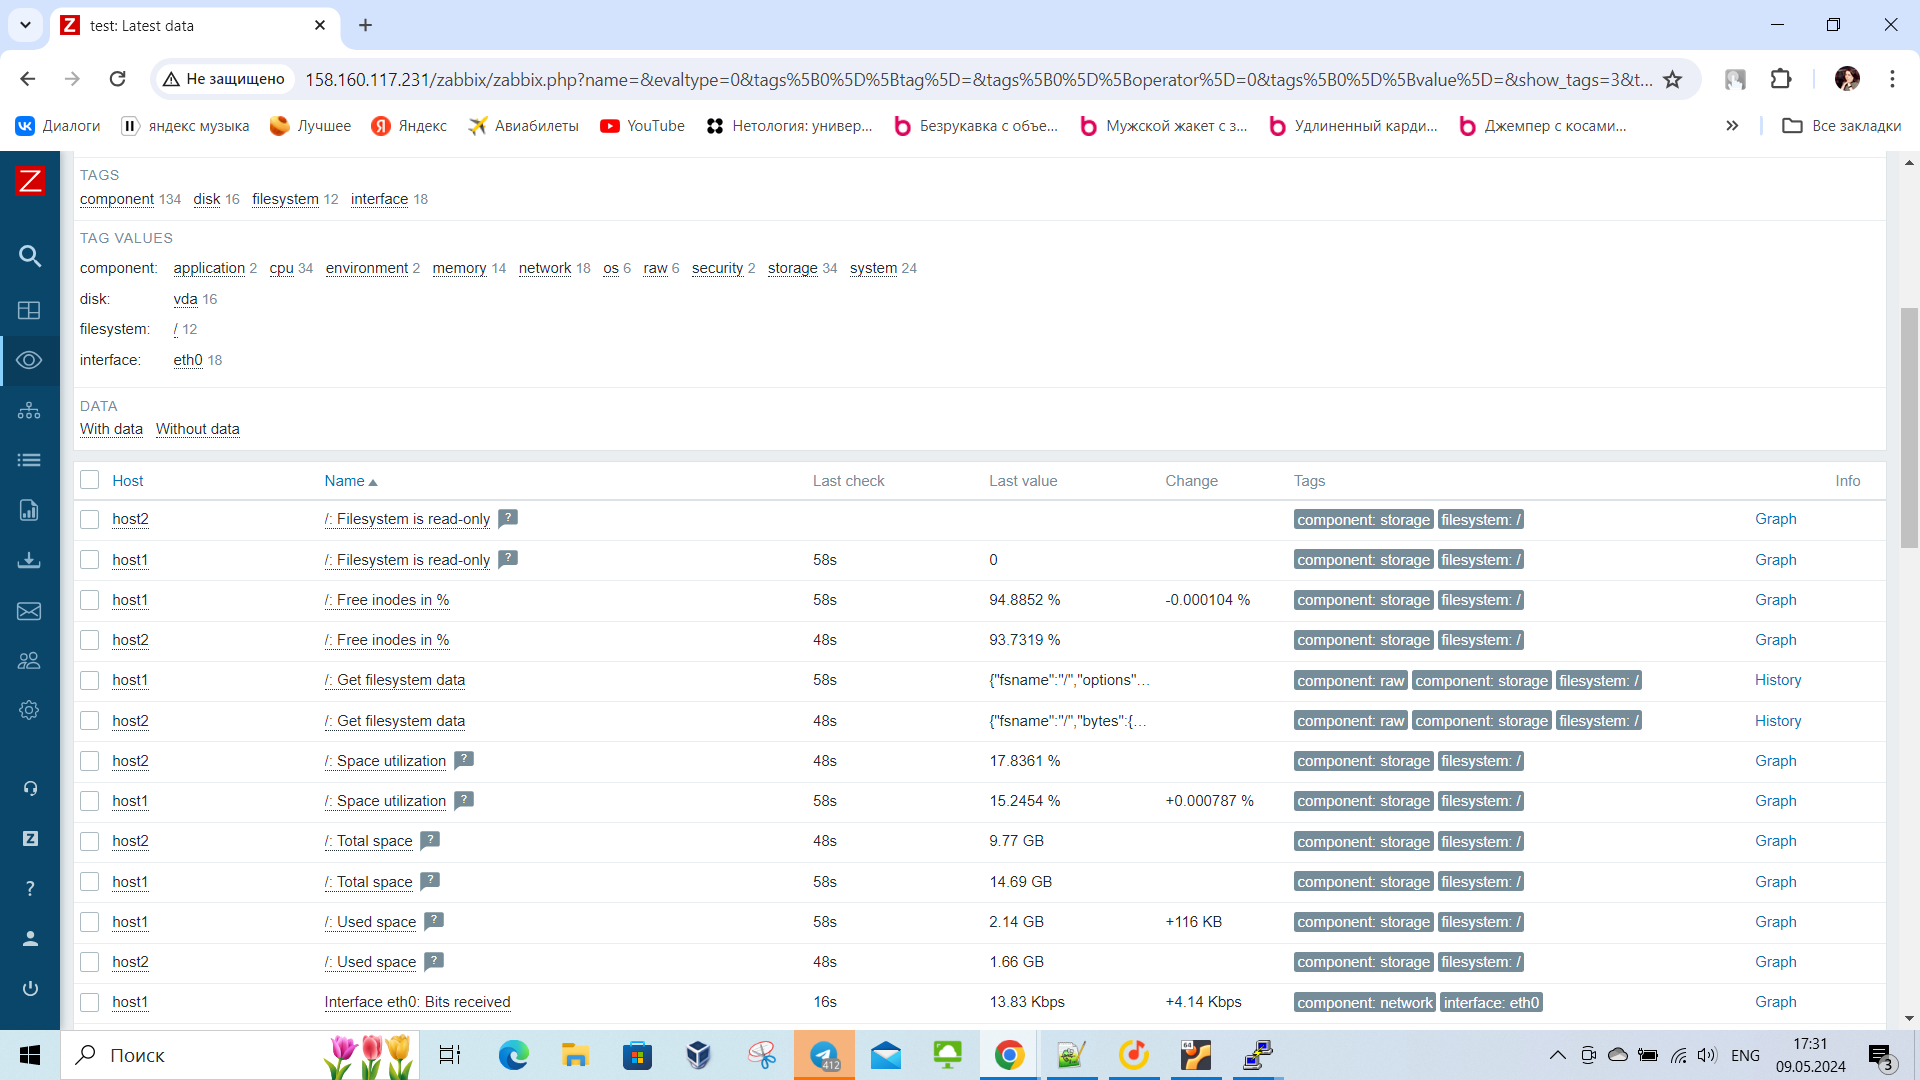 test: Latest data
Не защищено 158.160.117.231/zabbix/zabbix.php?name=&evaltype=0&tags%5B0%5D%5Btag%5D=&tags%5B0%5D%5Boperator%5D=0&tags%5B0%5D%5Bvalue%5D=&show_tags=3&t...
Диалоги яндекс музыка Лучшее Яндекс Авиабилеты YouTube Нетология: универ... Безрукавка с объе... Мужской жакет с з... Удлиненный карди... Джемпер с косами... Все закладки
TAGS
component 134 disk 16 filesystem 12 interface 18
TAG VALUES
component: application 2 cpu 34 environment 2 memory 14 network 18 os 6 raw 6 security 2 storage 34 system 24
disk: vda 16
filesystem: / 12
interface: eth0 18
DATA
With data Without data
Host Name Last check Last value Change Tags Info
host2 /: Filesystem is read-only ? component: storage filesystem: / Graph
host1 /: Filesystem is read-only ? 58s 0 component: storage filesystem: / Graph
host1 /: Free inodes in % 58s 94.8852 % -0.000104 % component: storage filesystem: / Graph
host2 /: Free inodes in % 48s 93.7319 % component: storage filesystem: / Graph
host1 /: Get filesystem data 58s {"fsname":"/","options"... component: raw component: storage filesystem: / History
host2 /: Get filesystem data 48s {"fsname":"/","bytes":{... component: raw component: storage filesystem: / History
host2 /: Space utilization ? 48s 17.8361 % component: storage filesystem: / Graph
host1 /: Space utilization ? 58s 15.2454 % +0.000787 % component: storage filesystem: / Graph
host2 /: Total space ? 48s 9.77 GB component: storage filesystem: / Graph
host1 /: Total space ? 58s 14.69 GB component: storage filesystem: / Graph
host1 /: Used space ? 58s 2.14 GB +116 KB component: storage filesystem: / Graph
host2 /: Used space ? 48s 1.66 GB component: storage filesystem: / Graph
host1 Interface eth0: Bits received 16s 13.83 Kbps +4.14 Kbps component: network interface: eth0 Graph
Поиск 412 64 ENG 17:31
09.05.2024 3